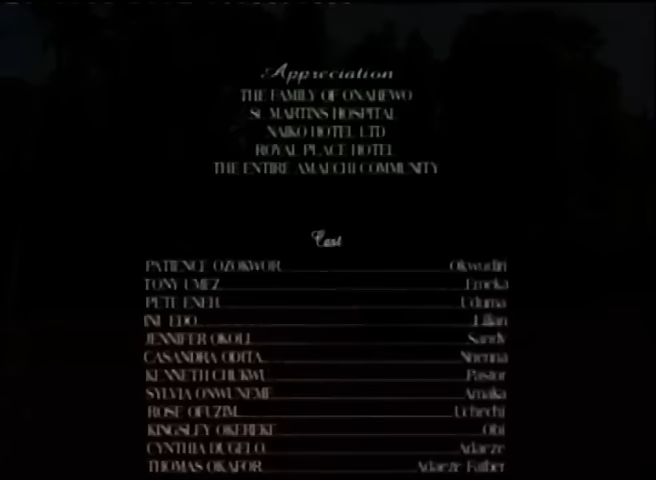 Appreciation
THE FAMILY OF ONAHEWO
St. MARTINS HOSPITAL
NAIKO HOTEL LTD
ROYAL PLACE HOTEL
THE ENTIRE AMAECHI COMMUNITY
Cast
PATIENCE OZOKWOR Okwudiri
TONY UMEZ Emeka
PETE ENEH Uduma
INI EDO Lilian
JENNIFER OKOLI Sandy
CASANDRA ODITA Nnenna
KENNETH CHUKWU Pastor
SYLVIA ONWUNEME Amaka
ROSE OFUZIM Uchechi
KINGSLEY OKEREKE Obi
CYNTHIA DUGELO Adaeze
THOMAS OKAFOR Adaeze Father